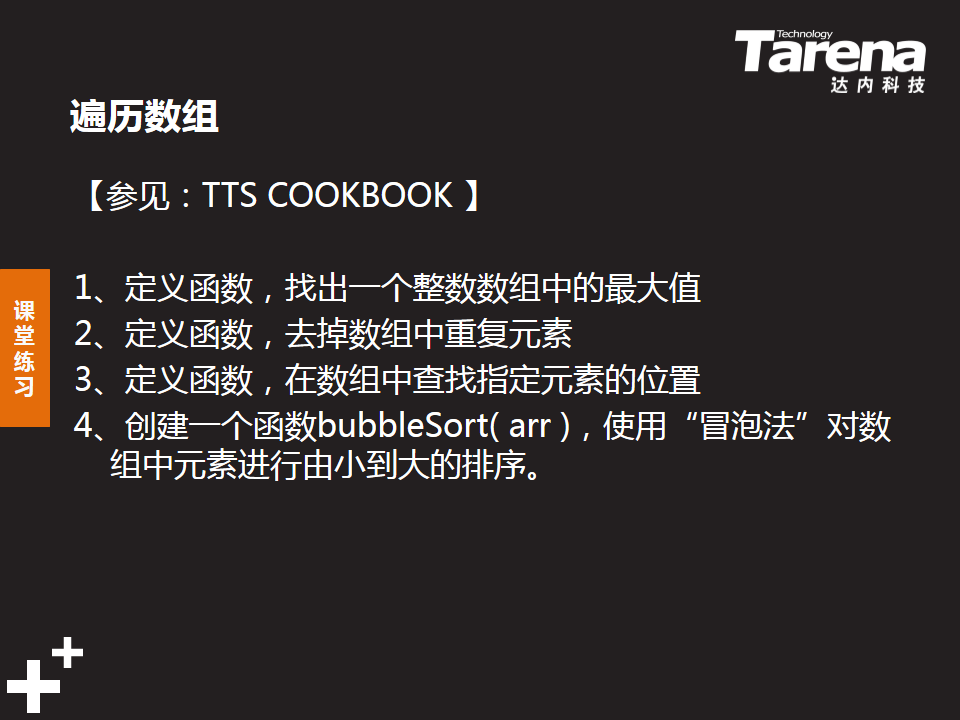 Technology
Tarena
达内科技
遍历数组
【参见：TTS COOKBOOK 】
课堂练习
1、定义函数，找出一个整数数组中的最大值
2、定义函数，去掉数组中重复元素
3、定义函数，在数组中查找指定元素的位置
4、创建一个函数bubbleSort( arr )，使用“冒泡法”对数
组中元素进行由小到大的排序。